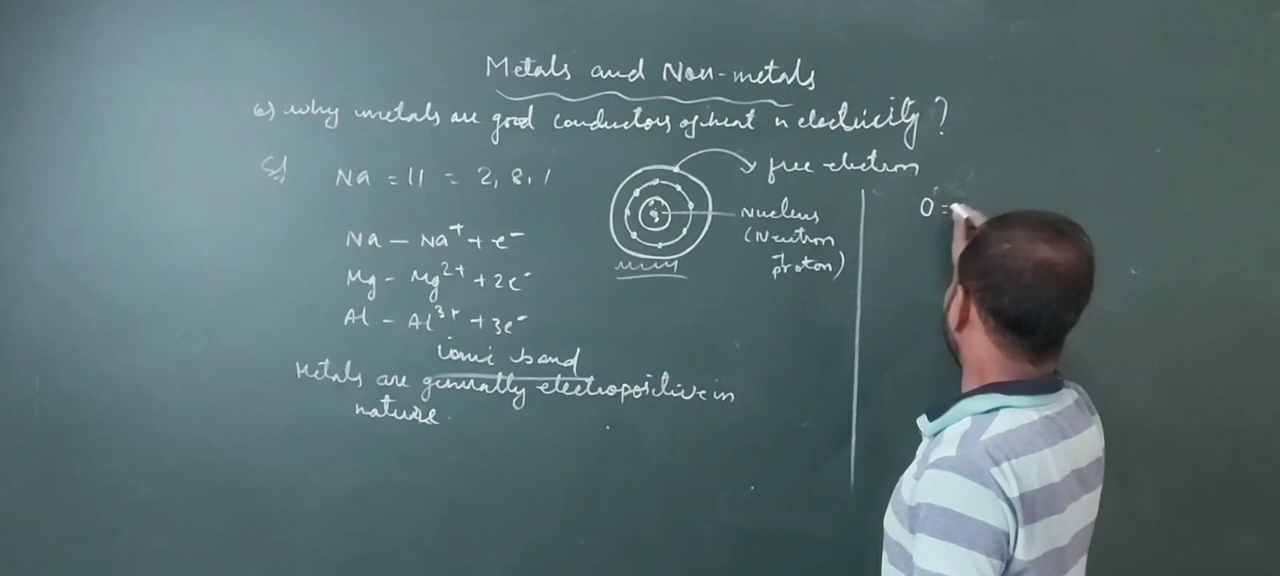 Metals and Non-metals
6) Why metals are good conductors of heat n electricity?
Na = 11 = 2, 8, 1
free electron
Nucleus
(Neutron
+
proton)
Na — Na⁺ + e⁻
Mg — Mg²⁺ + 2e⁻
Al — Al³⁺ + 3e⁻
ionic bond
Metals are generally electropositive in
nature.
O =